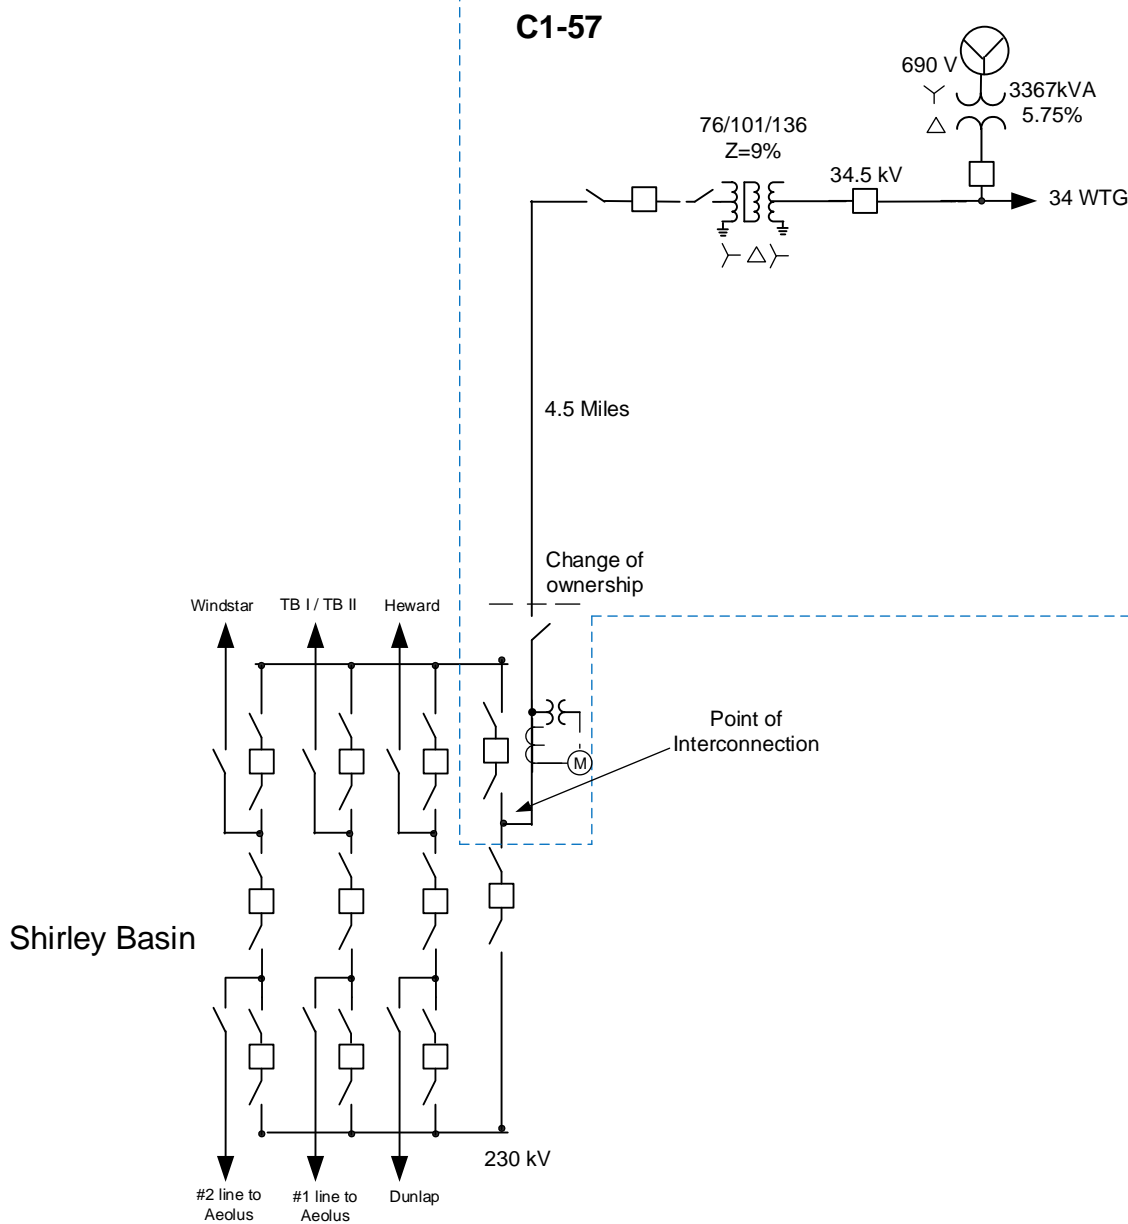 C1-57
690 V
3367kVA
5.75%
76/101/136
Z=9%
34.5 kV
34 WTG
4.5 Miles
Change of
ownership
Windstar
TB I / TB II
Heward
Point of
Interconnection
M
Shirley Basin
230 kV
#2 line to
Aeolus
#1 line to
Aeolus
Dunlap